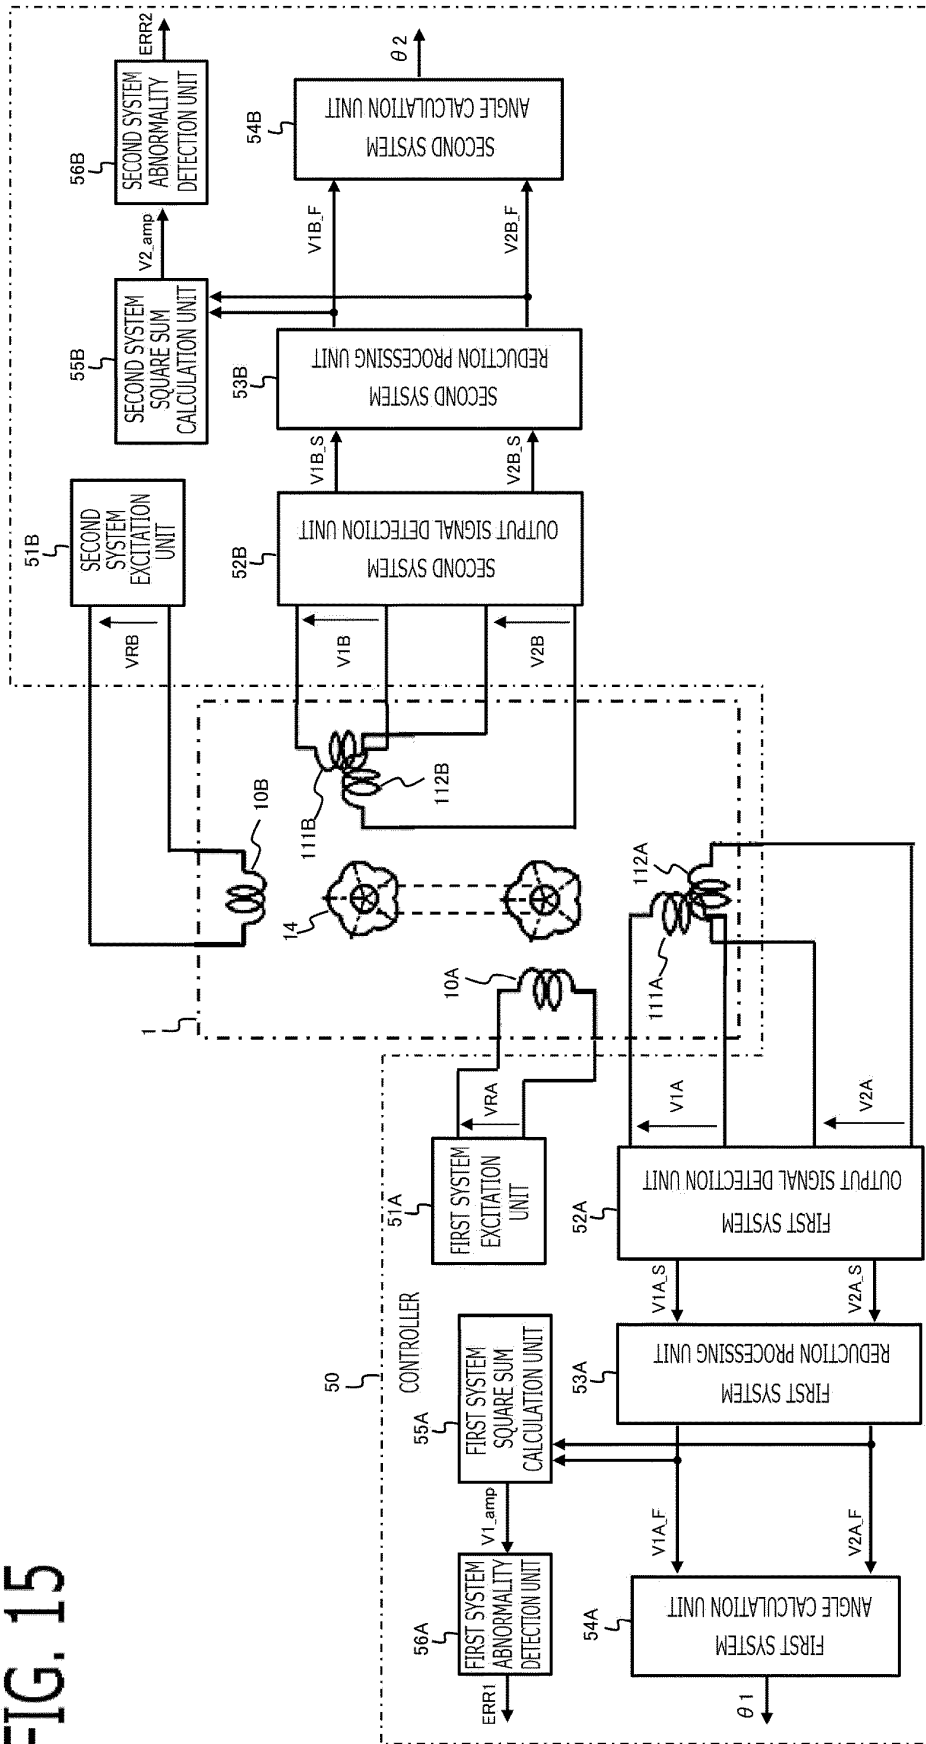 FIG. 15
50
CONTROLLER
56A
FIRST SYSTEM
ABNORMALITY
DETECTION UNIT
ERR1
V1_amp
55A
FIRST SYSTEM
SQUARE SUM
CALCULATION UNIT
51A
FIRST SYSTEM
EXCITATION
UNIT
VRA
54A
FIRST SYSTEM
ANGLE CALCULATION UNIT
θ1
V1A_F
V2A_F
53A
FIRST SYSTEM
REDUCTION PROCESSING
UNIT
V1A_S
V2A_S
52A
FIRST SYSTEM
OUTPUT SIGNAL DETECTION UNIT
V1A
V2A
1
10A
14
10B
111A
112A
111B
112B
51B
SECOND
SYSTEM
EXCITATION
UNIT
VRB
V1B
V2B
52B
SECOND SYSTEM
OUTPUT SIGNAL DETECTION UNIT
V1B_S
V2B_S
53B
SECOND SYSTEM
REDUCTION PROCESSING
UNIT
V1B_F
V2B_F
55B
SECOND SYSTEM
SQUARE SUM
CALCULATION UNIT
V2_amp
56B
SECOND SYSTEM
ABNORMALITY
DETECTION UNIT
ERR2
54B
SECOND SYSTEM
ANGLE CALCULATION
UNIT
θ2